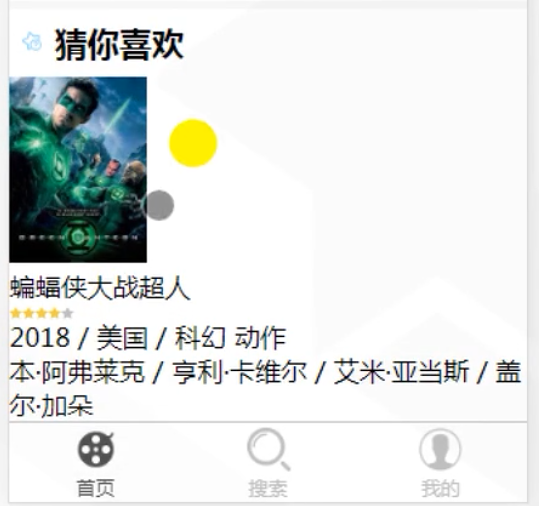 猜你喜欢
GREEN LANTERN
蝙蝠侠大战超人
2018 / 美国 / 科幻 动作
本·阿弗莱克 / 亨利·卡维尔 / 艾米·亚当斯 / 盖
尔·加朵
首页 搜索 我的